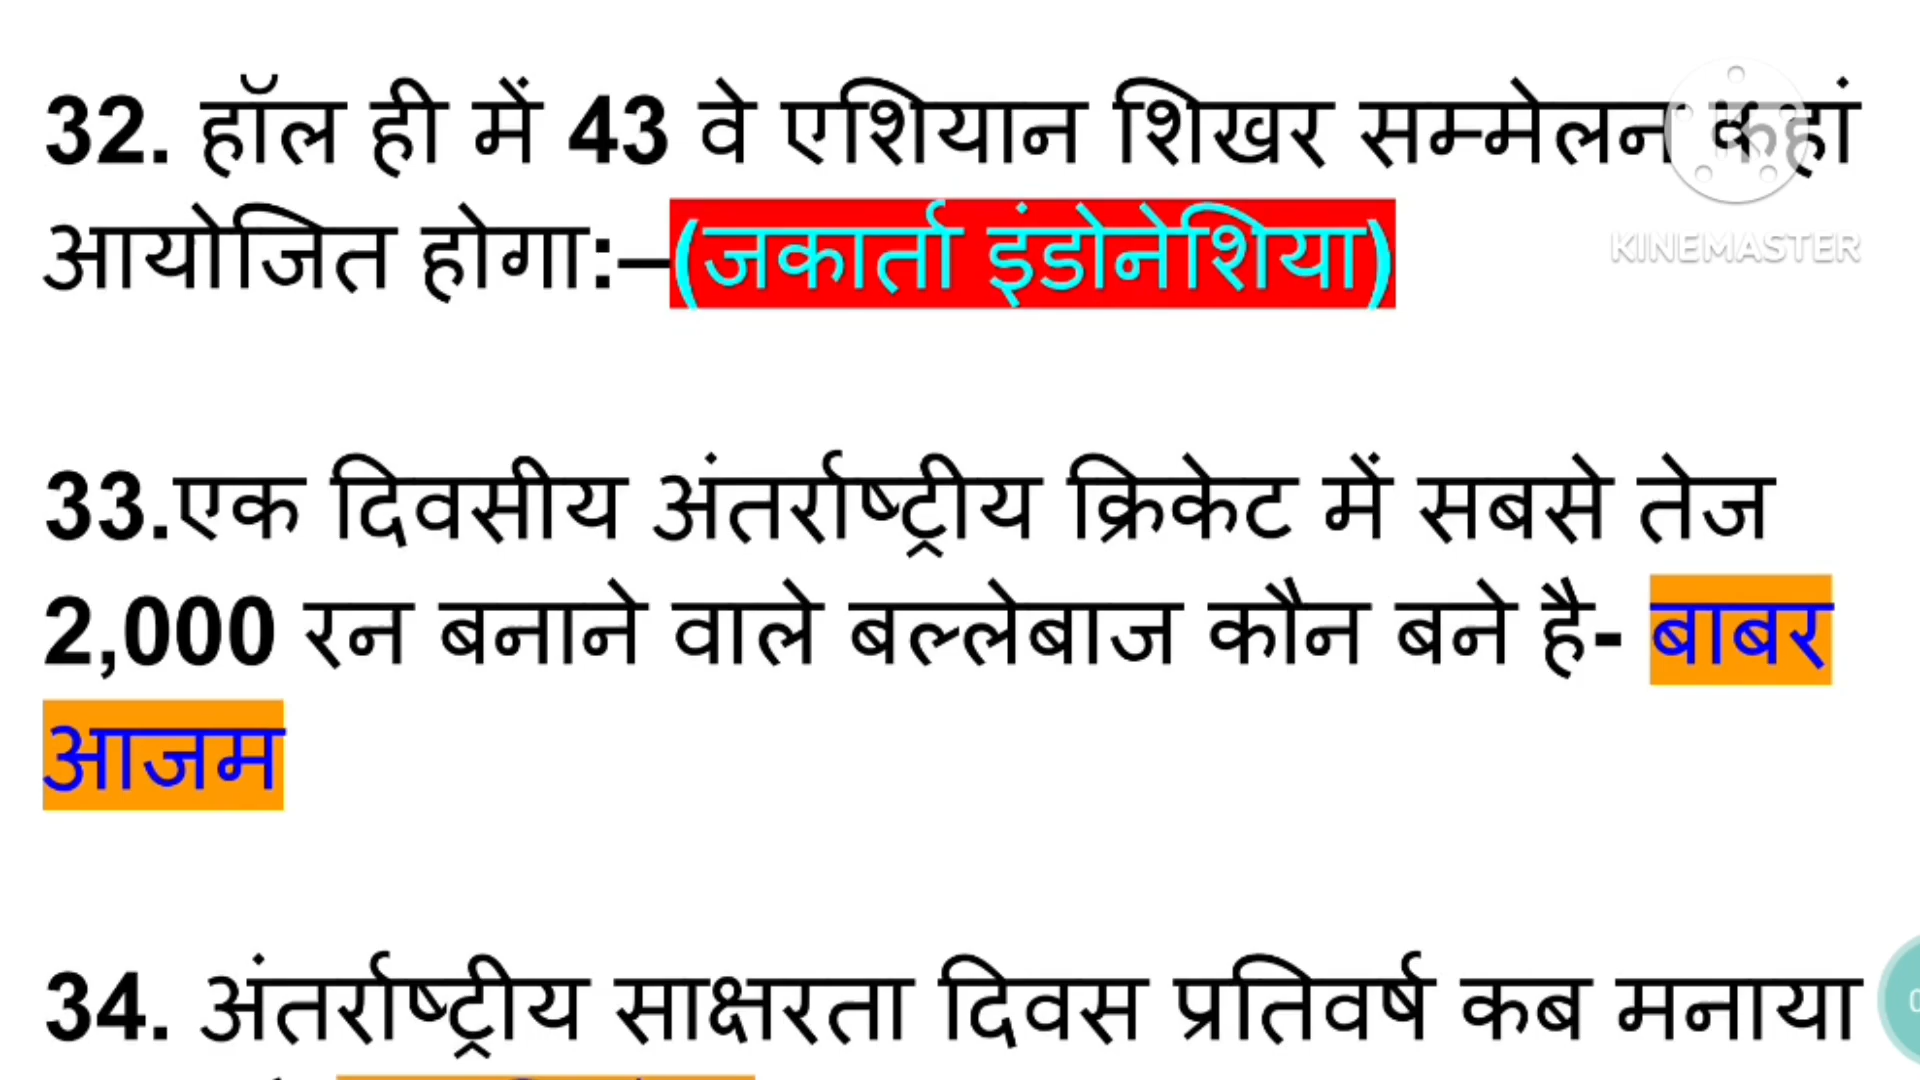 32. हॉल ही में 43 वे एशियान शिखर सम्मेलन कहां
आयोजित होगा:–(जकार्ता इंडोनेशिया)
KINEMASTER
33.एक दिवसीय अंतर्राष्ट्रीय क्रिकेट में सबसे तेज
2,000 रन बनाने वाले बल्लेबाज कौन बने है- बाबर
आजम
34. अंतर्राष्ट्रीय साक्षरता दिवस प्रतिवर्ष कब मनाया